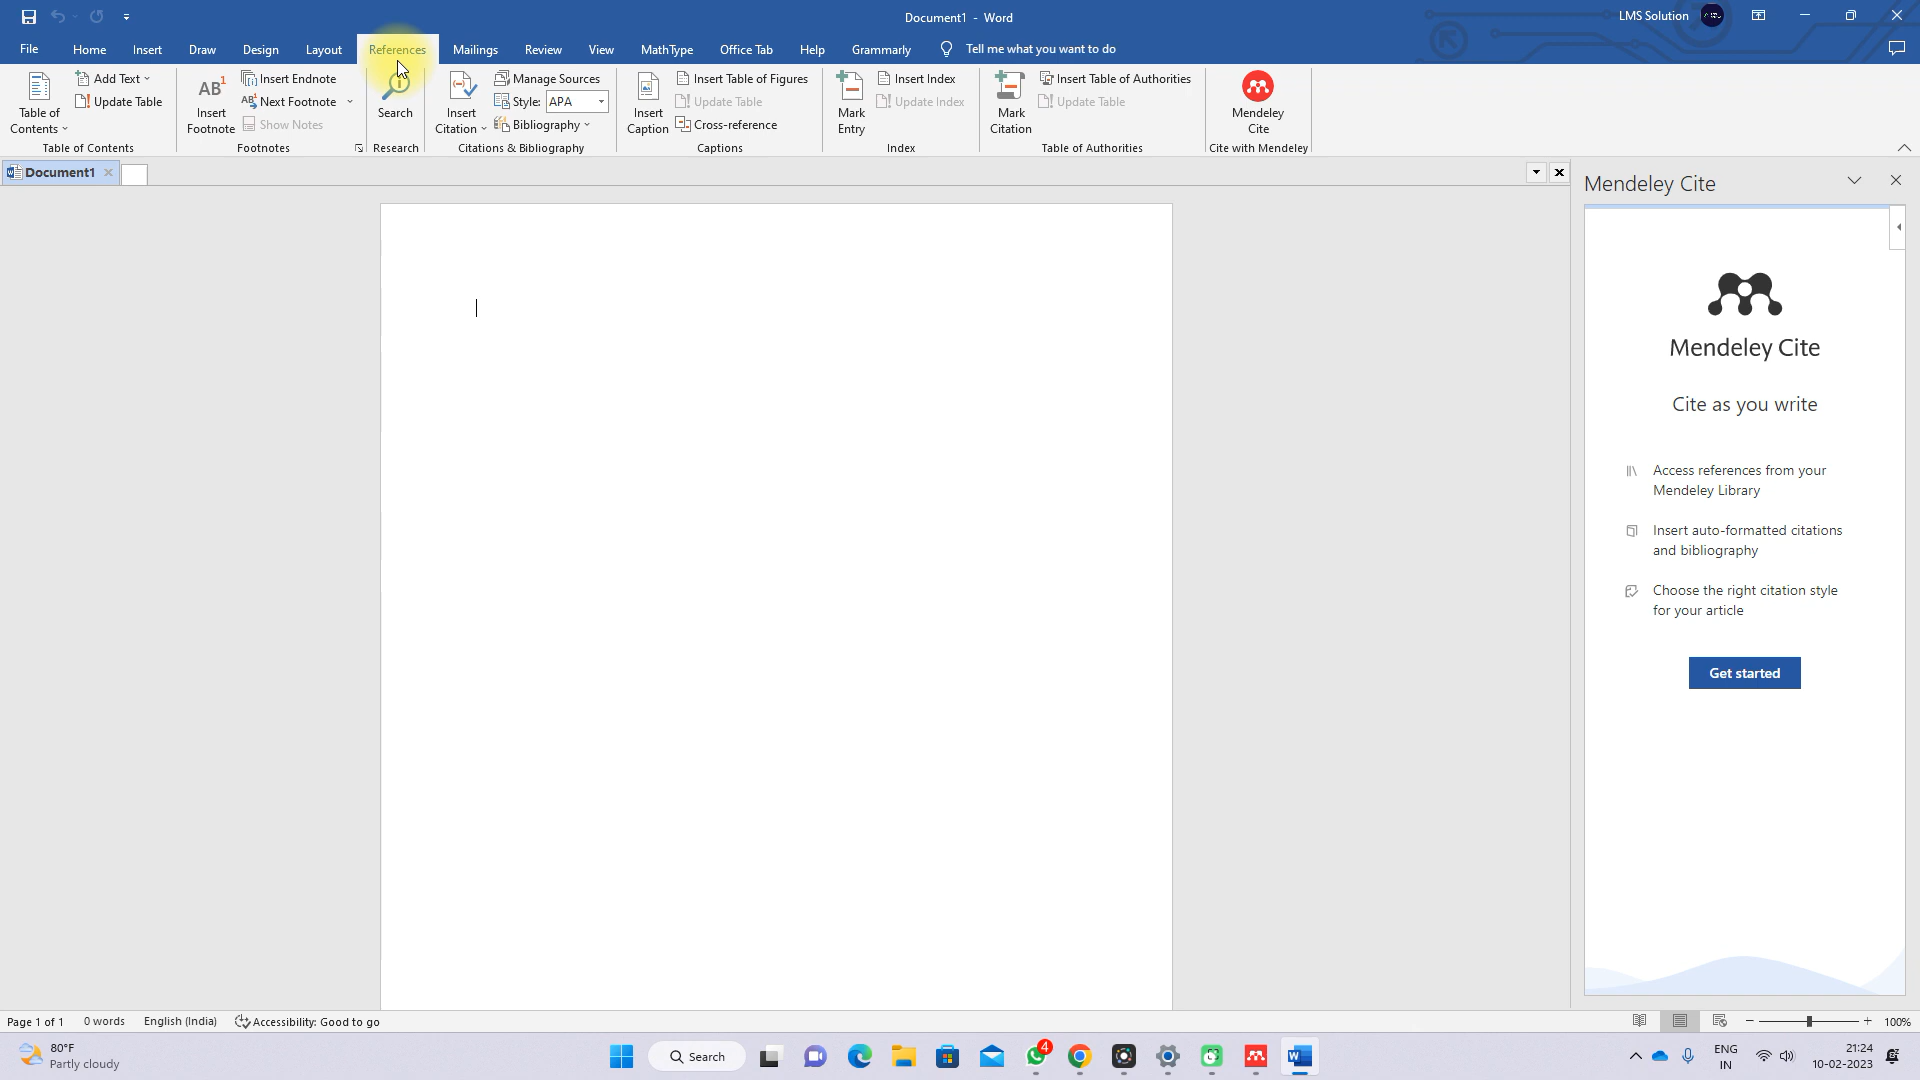 Document1 - Word
LMS Solution
File Home Insert Draw Design Layout References Mailings Review View MathType Office Tab Help Grammarly Tell me what you want to do
Table of Contents
Add Text
Update Table
Table of Contents
AB1
Insert Footnote
Insert Endnote
AB1 Next Footnote
Show Notes
Footnotes
Search
Research
Insert Citation
Manage Sources
Style: APA
Bibliography
Citations & Bibliography
Insert Caption
Insert Table of Figures
Update Table
Cross-reference
Captions
Mark Entry
Insert Index
Update Index
Index
Mark Citation
Insert Table of Authorities
Update Table
Table of Authorities
Mendeley Cite
Cite with Mendeley
Document1
Mendeley Cite
Mendeley Cite
Cite as you write
Access references from your
Mendeley Library
Insert auto-formatted citations
and bibliography
Choose the right citation style
for your article
Get started
Page 1 of 1 0 words English (India) Accessibility: Good to go
100%
80°F
Partly cloudy
Search
4
ENG
IN
21:24
10-02-2023